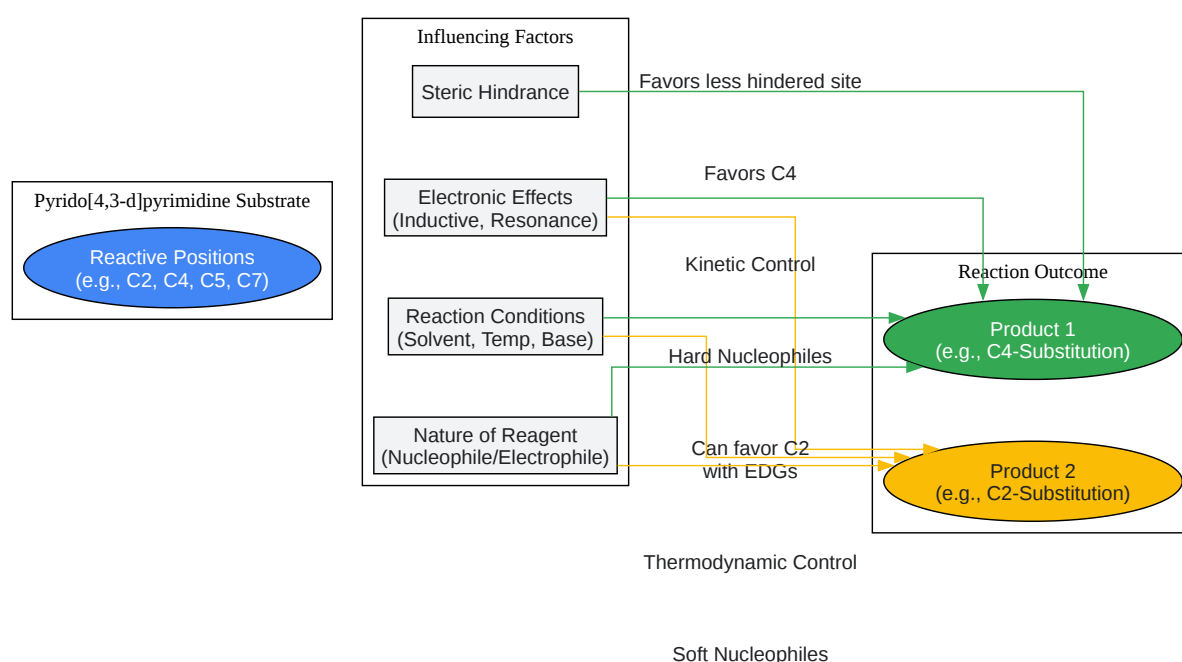 Influencing Factors
Steric Hindrance
Favors less hindered site
Pyrido[4,3-d]pyrimidine Substrate
Reactive Positions
(e.g., C2, C4, C5, C7)
Electronic Effects
(Inductive, Resonance)
Favors C4
Kinetic Control
Reaction Conditions
(Solvent, Temp, Base)
Hard Nucleophiles
Nature of Reagent
(Nucleophile/Electrophile)
Can favor C2
with EDGs
Reaction Outcome
Product 1
(e.g., C4-Substitution)
Product 2
(e.g., C2-Substitution)
Thermodynamic Control
Soft Nucleophiles